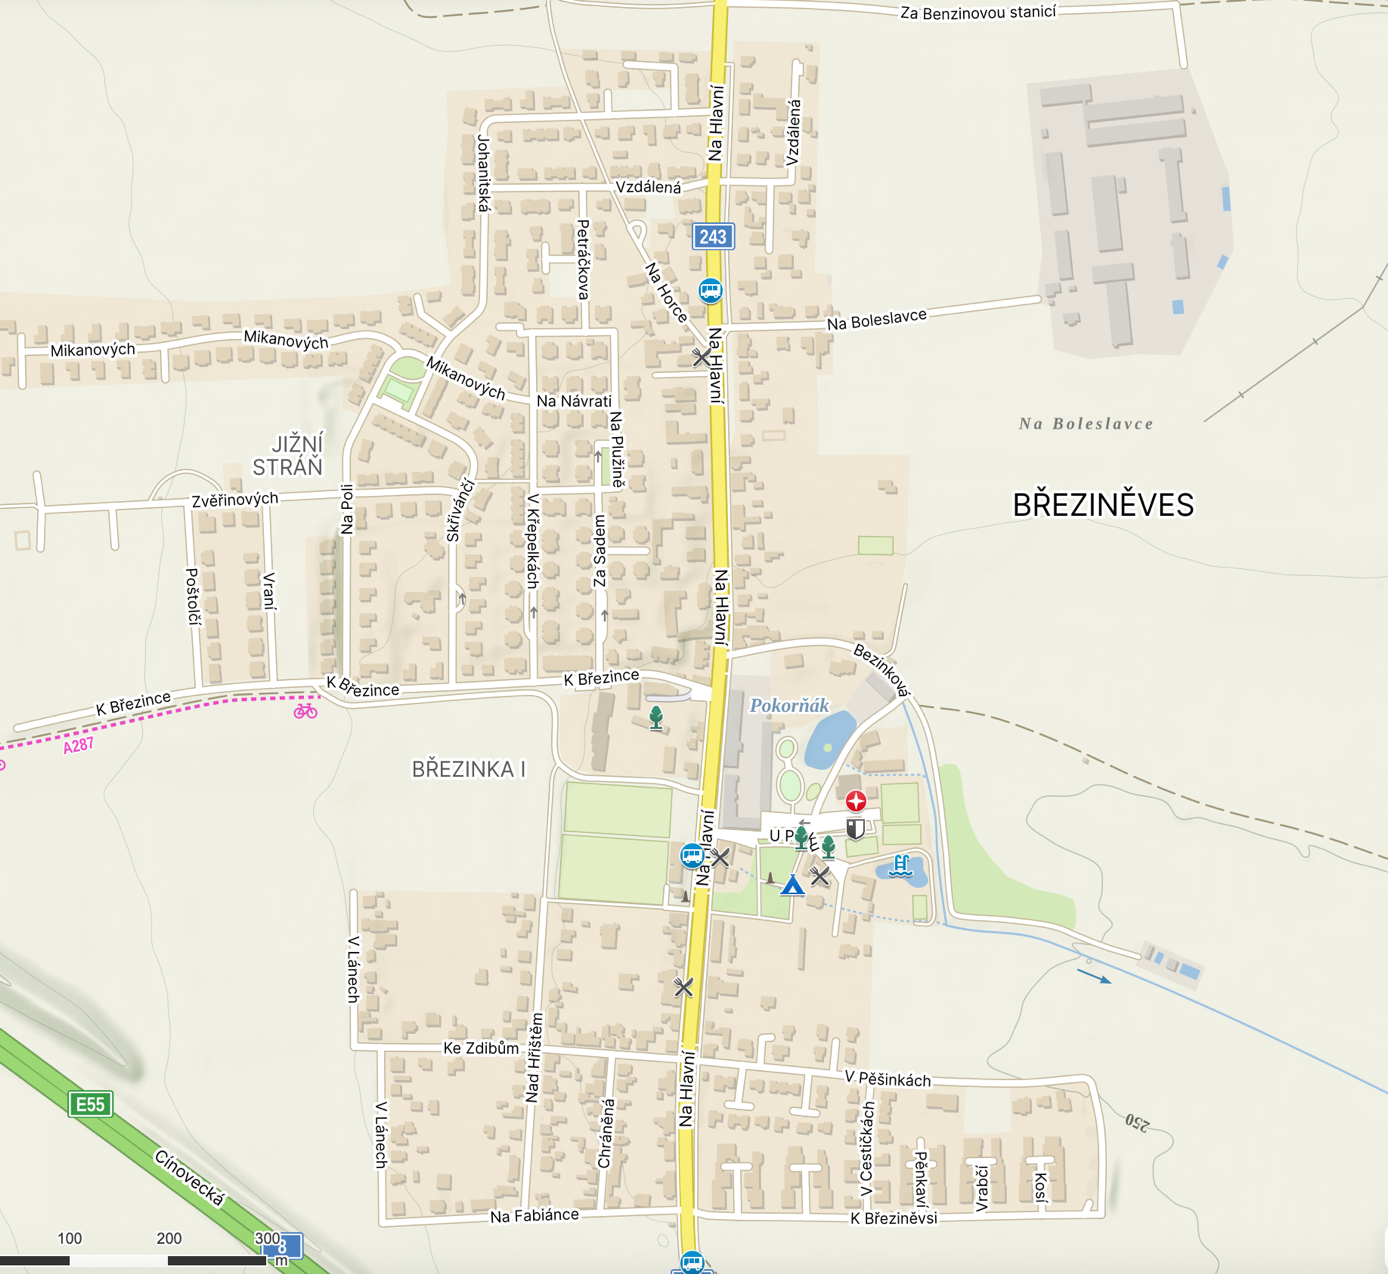 Za Benzinovou stanicí
Na Hlavní
Vzdálená
Johanitská
Vzdálená
243
Petráčkova
Na Horce
Na Boleslavce
Na Hlavní
Mikanových
Mikanových
Mikanových
Na Návrati
Na Plužině
Na Boleslavce
JIŽNÍ
STRÁŇ
Zvěřinových
Na Poli
Skřivánčí
V Křepelkách
Za Sadem
BŘEZINĚVES
Poštolčí
Vraní
Na Hlavní
Bezinková
K Březince
K Březince
K Březince
A287
Pokorňák
BŘEZINKA I
Na Hlavní
V Lánech
Nad Hřištěm
Ke Zdibům
Na Hlavní
V Pěšinkách
E55
V Lánech
Chráněná
V Cestičkách
250
Cínovecká
Pěnkaví
Vrabčí
Kosí
Na Fabiánce
K Březiněvsi
100
200
300
m
8